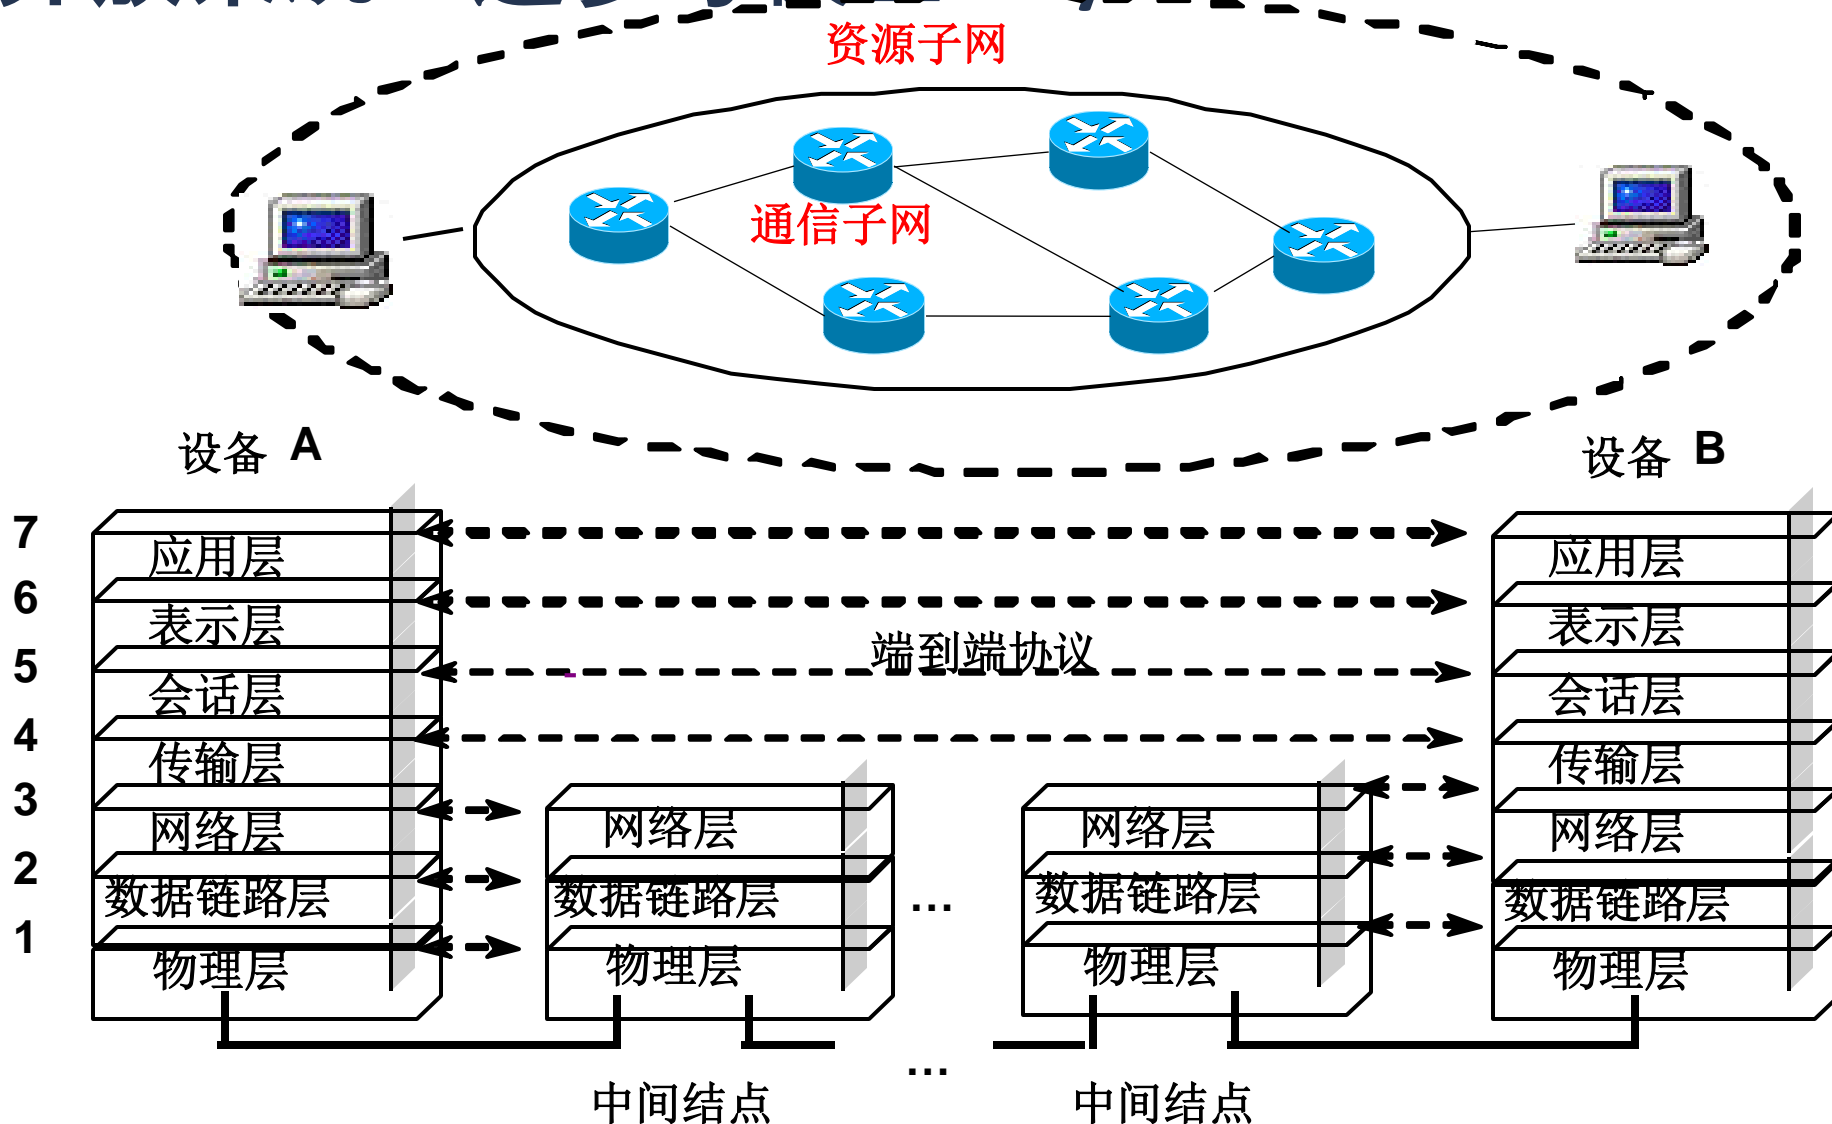 资源子网
通信子网
设备 A
设备 B
7
应用层
应用层
6
表示层
表示层
端到端协议
5
会话层
会话层
4
传输层
传输层
3
网络层
网络层
网络层
网络层
2
数据链路层
数据链路层
...
数据链路层
数据链路层
1
物理层
物理层
物理层
物理层
...
中间结点
中间结点